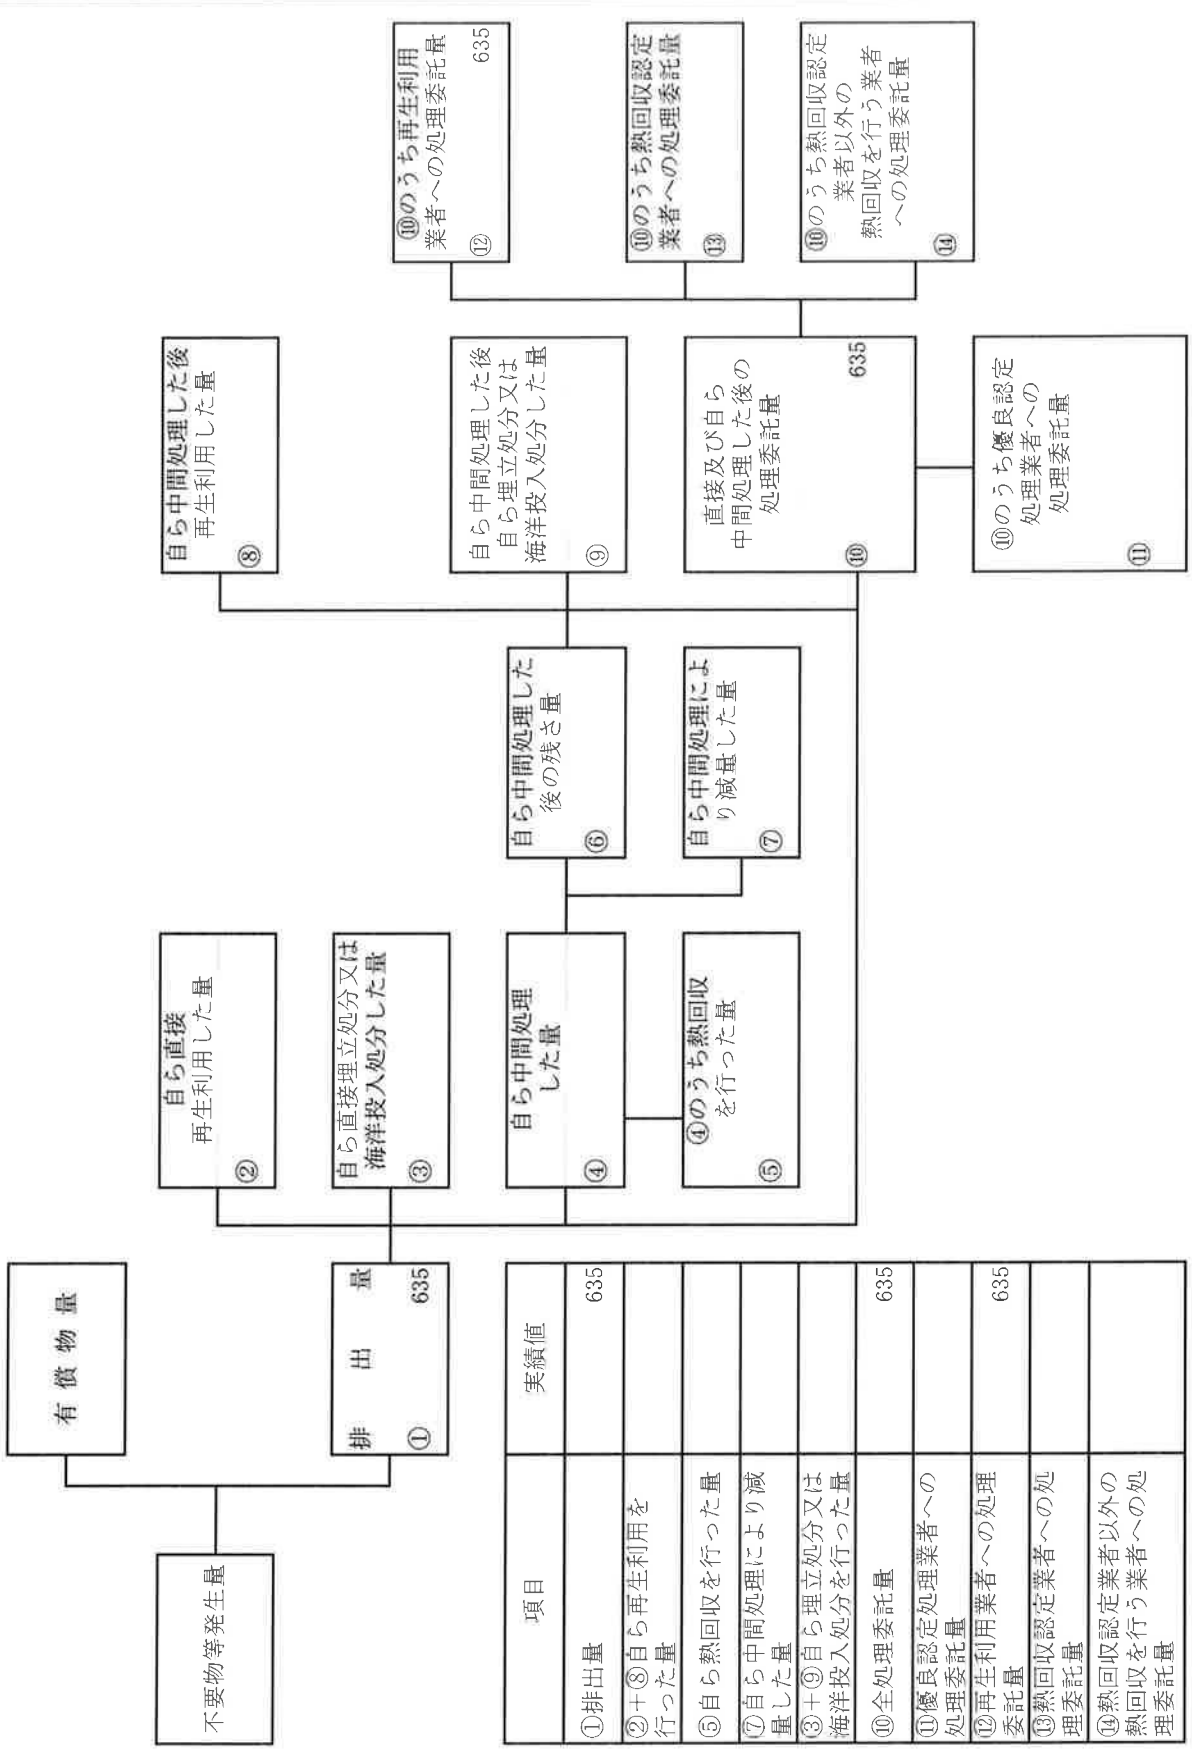 不要物等発生量
有償物量
排出量
① 635
自ら直接
再生利用した量
②
自ら直接埋立処分又は
海洋投入処分した量
③
自ら中間処理
した量
④
④のうち熱回収
を行った量
⑤
自ら中間処理した
後の残さ量
⑥
自ら中間処理によ
り減量した量
⑦
自ら中間処理した後
再生利用した量
⑧
自ら中間処理した後
自ら埋立処分又は
海洋投入処分した量
⑨
直接及び自ら
中間処理した後の
処理委託量
⑩ 635
⑩のうち優良認定
処理業者への
処理委託量
⑪
⑩のうち再生利用
業者への処理委託量
⑫ 635
⑩のうち熱回収認定
業者への処理委託量
⑬
⑩のうち熱回収認定
業者以外の
熱回収を行う業者
への処理委託量
⑭
項目 実績値
①排出量 635
②+⑧自ら再生利用を
行った量
⑤自ら熱回収を行った量
⑦自ら中間処理により減
量した量
③+⑨自ら埋立処分又は
海洋投入処分を行った量
⑩全処理委託量 635
⑪優良認定処理業者への
処理委託量
⑫再生利用業者への処理
委託量 635
⑬熱回収認定業者への処
理委託量
⑭熱回収認定業者以外の
熱回収を行う業者への処
理委託量